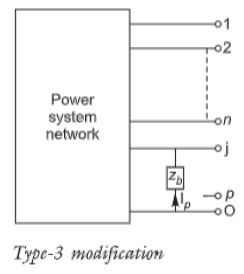 1
2
Power
system
network
n
j
z_b
I_p
p
O
Type-3 modification